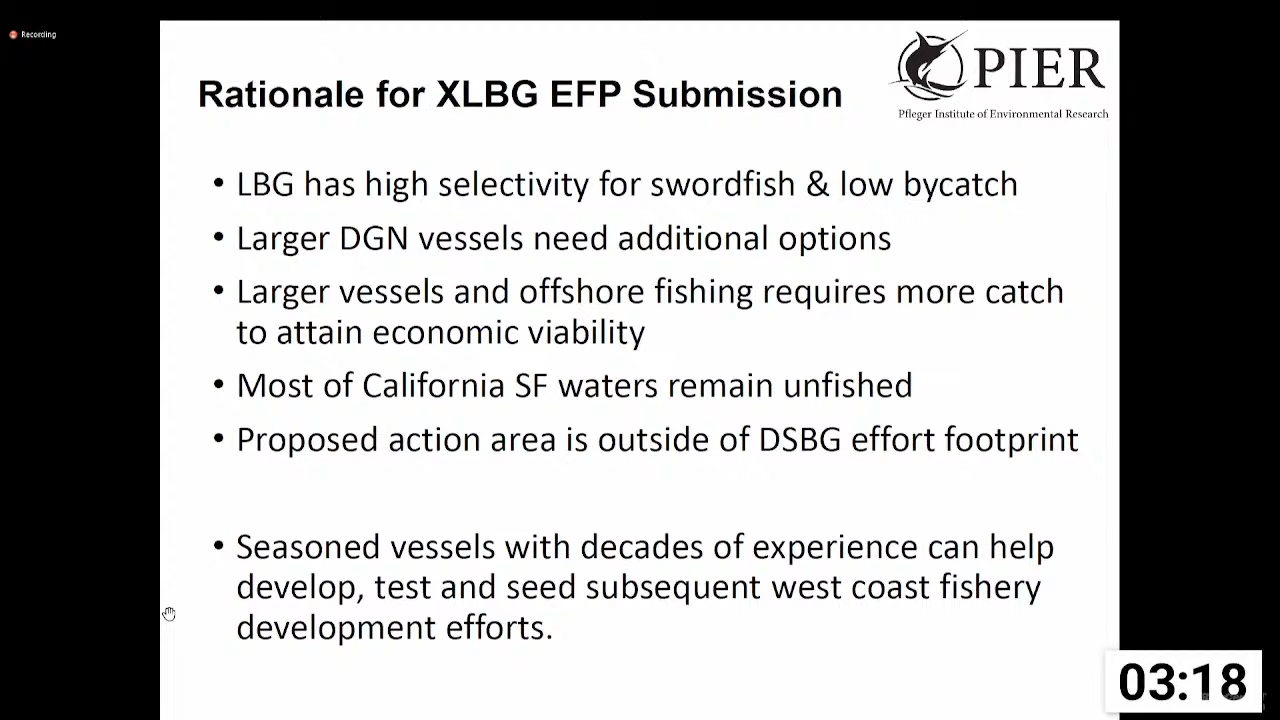 Recording
PIER
Pfleger Institute of Environmental Research
Rationale for XLBG EFP Submission
• LBG has high selectivity for swordfish & low bycatch
• Larger DGN vessels need additional options
• Larger vessels and offshore fishing requires more catch
to attain economic viability
• Most of California SF waters remain unfished
• Proposed action area is outside of DSBG effort footprint
• Seasoned vessels with decades of experience can help
develop, test and seed subsequent west coast fishery
development efforts.
03:18